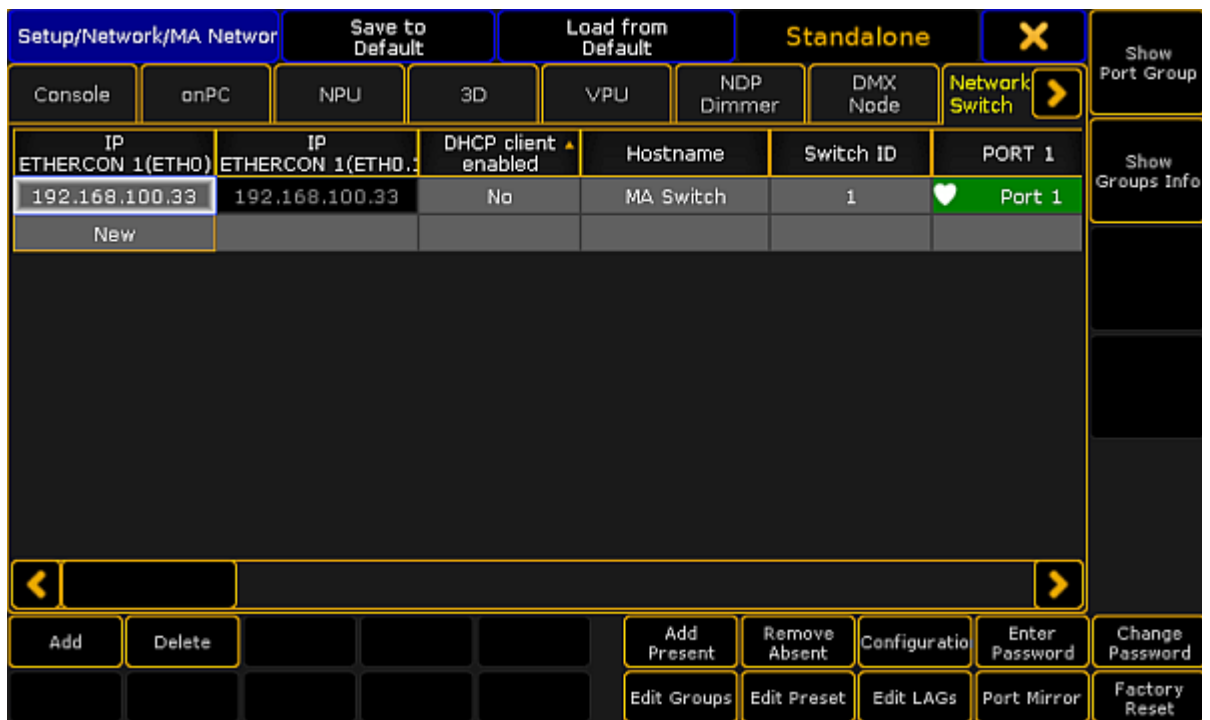 Setup/Network/MA Networ
Save to
Default
Load from
Default
Standalone
Show
Port Group
Console
onPC
NPU
3D
VPU
NDP
Dimmer
DMX
Node
Network
Switch
IP
ETHERCON 1(ETH0)
IP
ETHERCON 1(ETH0.
DHCP client
enabled
Hostname
Switch ID
PORT 1
Show
Groups Info
192.168.100.33
192.168.100.33
No
MA Switch
1
Port 1
New
Add
Delete
Add
Present
Remove
Absent
Configuratio
Enter
Password
Change
Password
Edit Groups
Edit Preset
Edit LAGs
Port Mirror
Factory
Reset